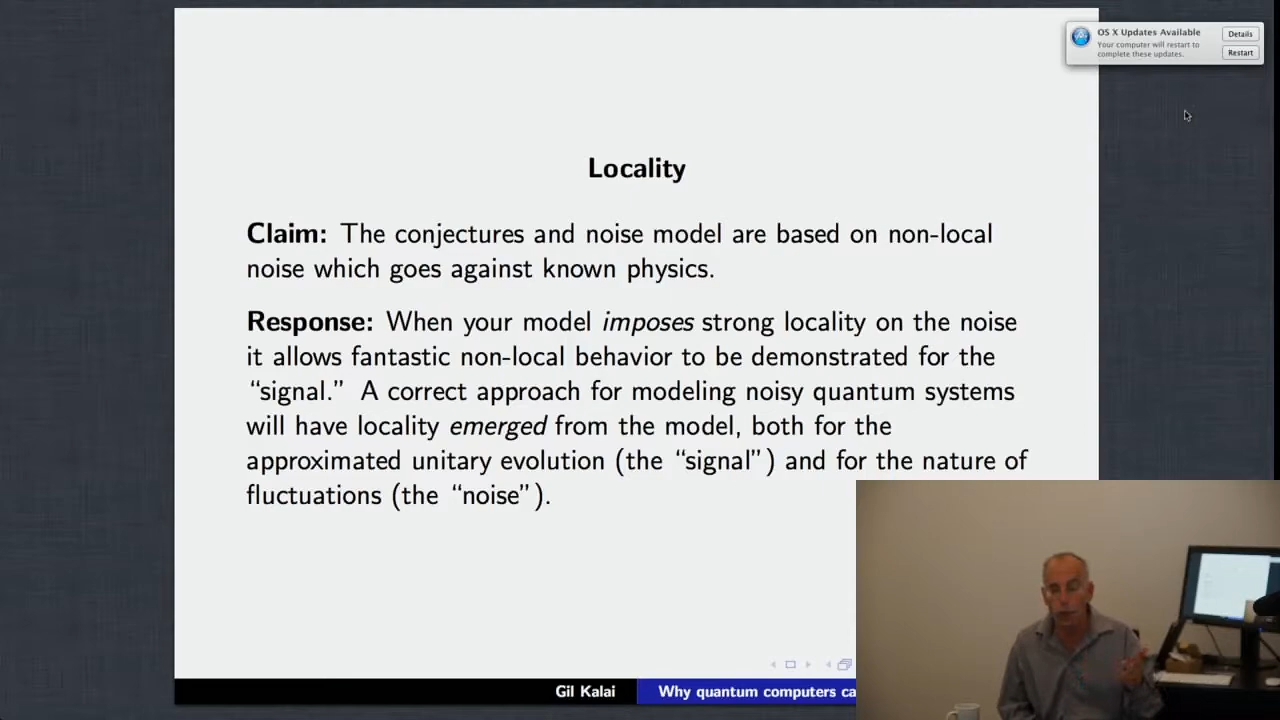 OS X Updates Available
Your computer will restart to
complete these updates.
Details
Restart
Locality
Claim: The conjectures and noise model are based on non-local
noise which goes against known physics.
Response: When your model imposes strong locality on the noise
it allows fantastic non-local behavior to be demonstrated for the
“signal.” A correct approach for modeling noisy quantum systems
will have locality emerged from the model, both for the
approximated unitary evolution (the “signal”) and for the nature of
fluctuations (the “noise”).
Gil Kalai
Why quantum computers ca